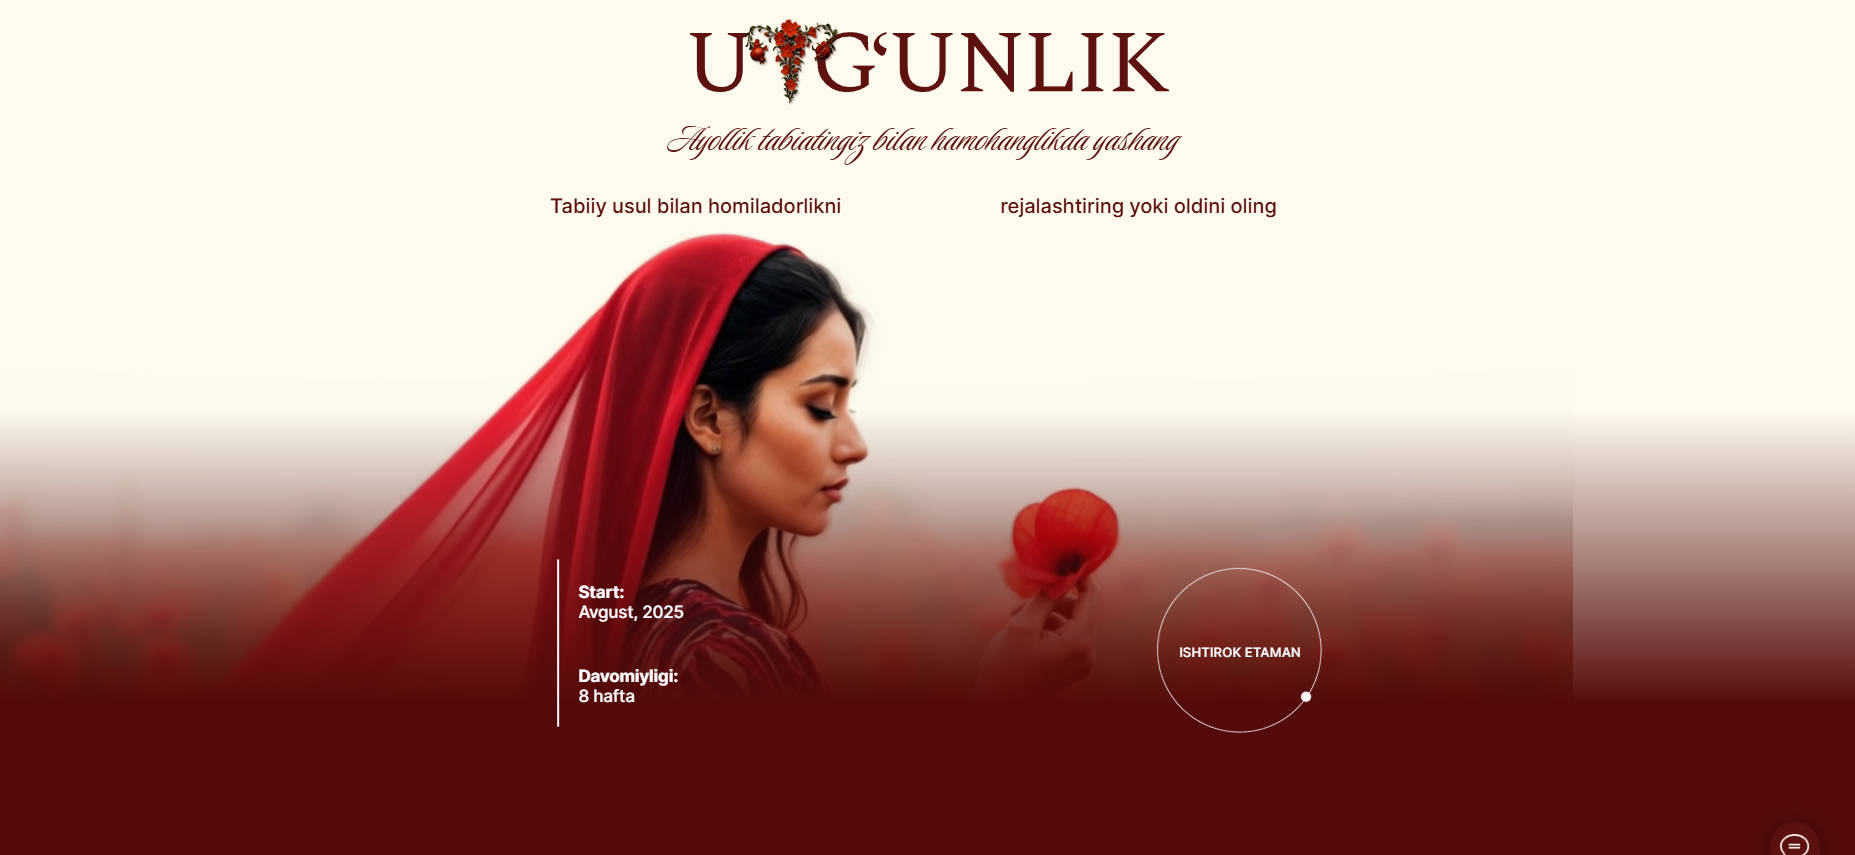 UYG‘UNLIK
Ayollik tabiatingiz bilan hamohanglikda yashang
Tabiiy usul bilan homiladorlikni rejalashtiring yoki oldini oling
Start:
Avgust, 2025
Davomiyligi:
8 hafta
ISHTIROK ETAMAN